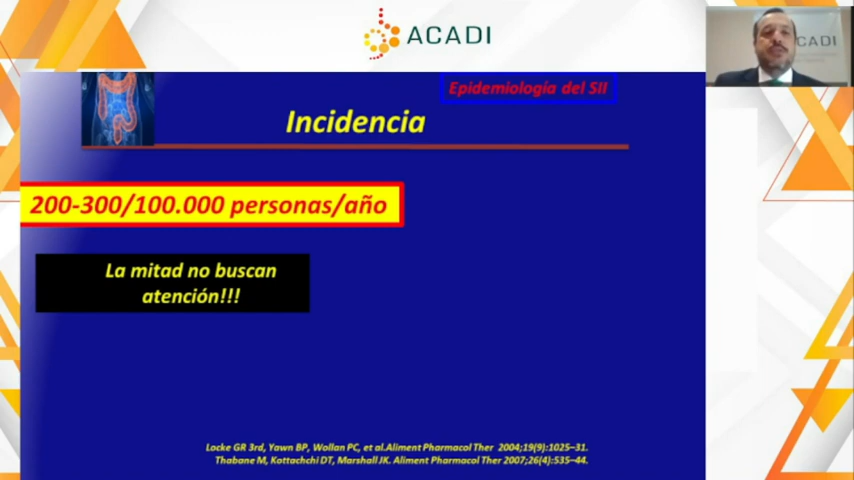 ACADI
CADI
Epidemiología del SII
Incidencia
200-300/100.000 personas/año
La mitad no buscan
atención!!!
Locke GR 3rd, Yawn BP, Wollan PC, et al.Aliment Pharmacol Ther 2004;19(9):1025–31.
Thabane M, Kottachchi DT, Marshall JK. Aliment Pharmacol Ther 2007;26(4):535–44.